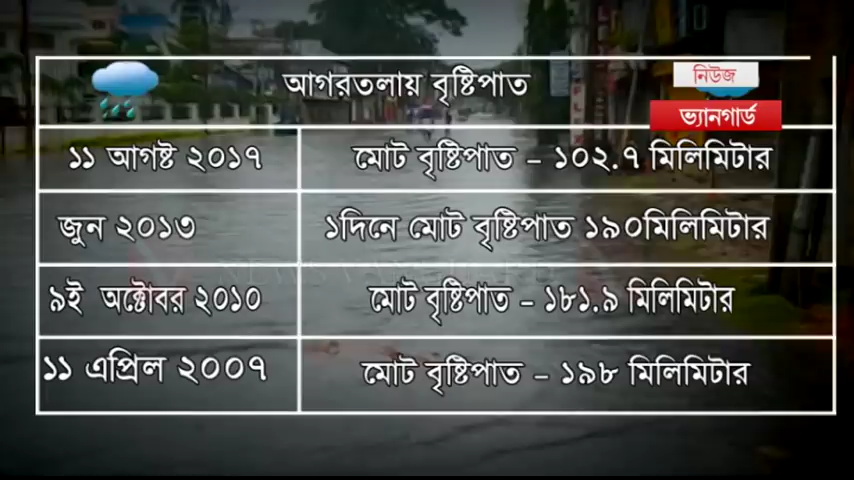 আগরতলায় বৃষ্টিপাত
নিউজ
ভ্যানগার্ড
১১ আগষ্ট ২০১৭ মোট বৃষ্টিপাত – ১০২.৭ মিলিমিটার
জুন ২০১৩ ১দিনে মোট বৃষ্টিপাত ১৯০মিলিমিটার
৯ই অক্টোবর ২০১০ মোট বৃষ্টিপাত – ১৮১.৯ মিলিমিটার
১১ এপ্রিল ২০০৭ মোট বৃষ্টিপাত – ১৯৮ মিলিমিটার